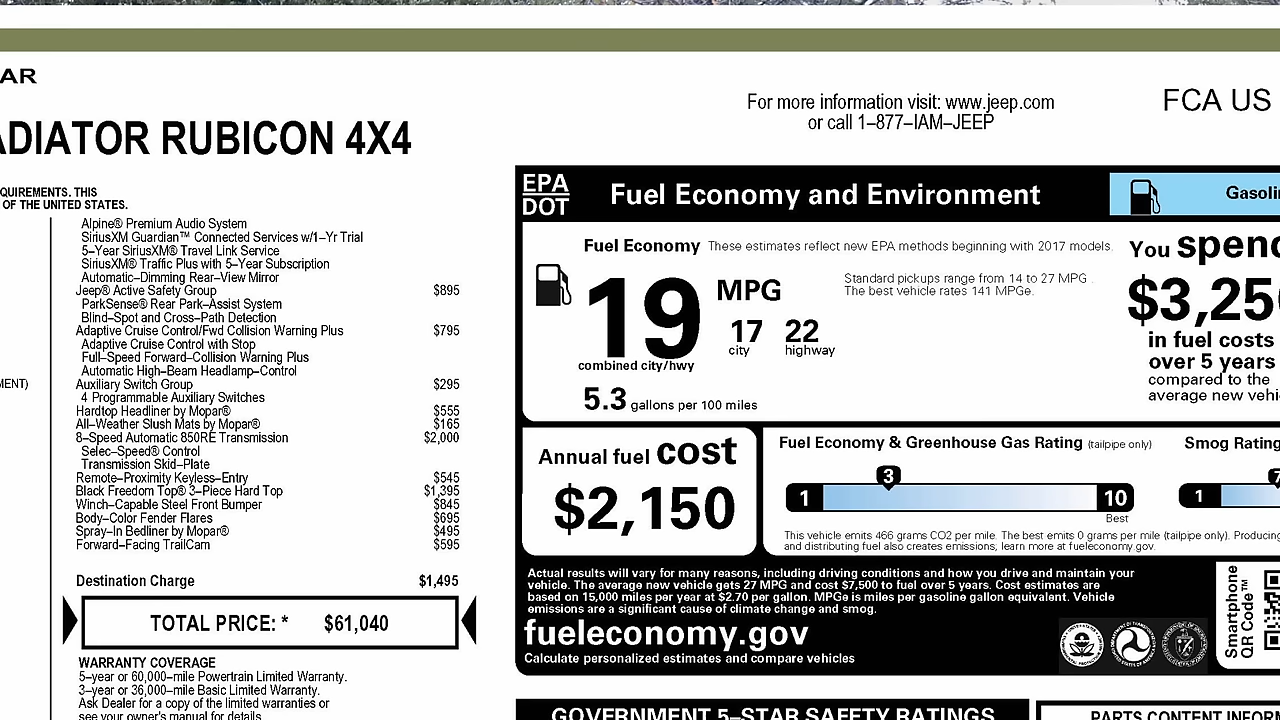 AR
For more information visit: www.jeep.com
or call 1–877–IAM–JEEP
FCA US
ADIATOR RUBICON 4X4
QUIREMENTS. THIS
OF THE UNITED STATES.
Alpine® Premium Audio System
SiriusXM Guardian™ Connected Services w/1–Yr Trial
5–Year SiriusXM® Travel Link Service
SiriusXM® Traffic Plus with 5–Year Subscription
Automatic–Dimming Rear–View Mirror
Jeep® Active Safety Group $895
ParkSense® Rear Park–Assist System
Blind–Spot and Cross–Path Detection
Adaptive Cruise Control/Fwd Collision Warning Plus $795
Adaptive Cruise Control with Stop
Full–Speed Forward–Collision Warning Plus
Automatic High–Beam Headlamp–Control
MENT) Auxiliary Switch Group $295
4 Programmable Auxiliary Switches
Hardtop Headliner by Mopar® $555
All–Weather Slush Mats by Mopar® $165
8–Speed Automatic 850RE Transmission $2,000
Selec–Speed® Control
Transmission Skid–Plate
Remote–Proximity Keyless–Entry $545
Black Freedom Top® 3–Piece Hard Top $1,395
Winch–Capable Steel Front Bumper $845
Body–Color Fender Flares $695
Spray–In Bedliner by Mopar® $495
Forward–Facing TrailCam $595
Destination Charge $1,495
TOTAL PRICE: * $61,040
WARRANTY COVERAGE
5–year or 60,000–mile Powertrain Limited Warranty.
3–year or 36,000–mile Basic Limited Warranty.
Ask Dealer for a copy of the limited warranties or
see your owner's manual for details.
EPA
DOT
Fuel Economy and Environment
Gasoli
Fuel Economy These estimates reflect new EPA methods beginning with 2017 models.
19 MPG
17 22
city highway
combined city/hwy
5.3 gallons per 100 miles
Standard pickups range from 14 to 27 MPG .
The best vehicle rates 141 MPGe.
You spend
$3,250
in fuel costs
over 5 years
compared to the
average new vehi
Annual fuel cost
$2,150
Fuel Economy & Greenhouse Gas Rating (tailpipe only)
3
1 10
Best
Smog Rating
7
1
This vehicle emits 466 grams CO2 per mile. The best emits 0 grams per mile (tailpipe only). Producing
and distributing fuel also creates emissions, learn more at fueleconomy.gov.
Actual results will vary for many reasons, including driving conditions and how you drive and maintain your
vehicle. The average new vehicle gets 27 MPG and cost $7,500 to fuel over 5 years. Cost estimates are
based on 15,000 miles per year at $2.70 per gallon. MPGe is miles per gasoline gallon equivalent. Vehicle
emissions are a significant cause of climate change and smog.
fueleconomy.gov
Calculate personalized estimates and compare vehicles
Smartphone
QR Code™
GOVERNMENT 5–STAR SAFETY RATINGS
PARTS CONTENT INFOR